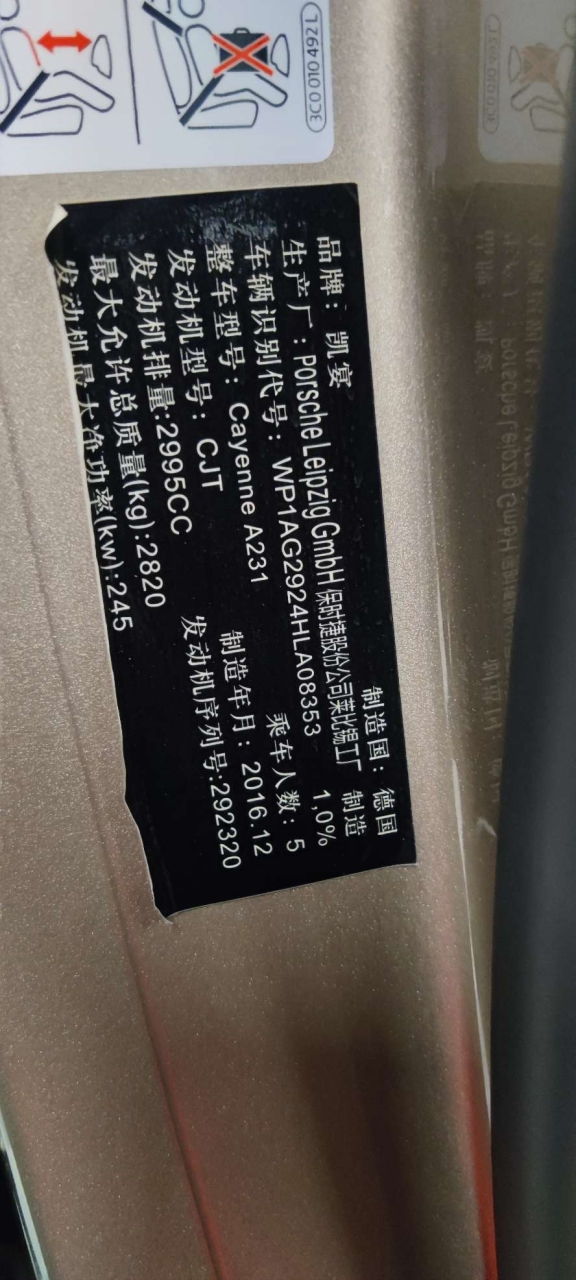 3C0 010 492 L
品牌：凯宴 制造国：德国
生产厂：Porsche Leipzig GmbH 保时捷股份公司莱比锡工厂 制造
车辆识别代号：WP1AG2924HLA08353 1,0%
整车型号：Cayenne A231 乘车人数：5
发动机型号：CJT 制造年月：2016.12
发动机排量:2995CC 发动机序列号:292320
最大允许总质量(kg):2820
发动机最大净功率(kw):245